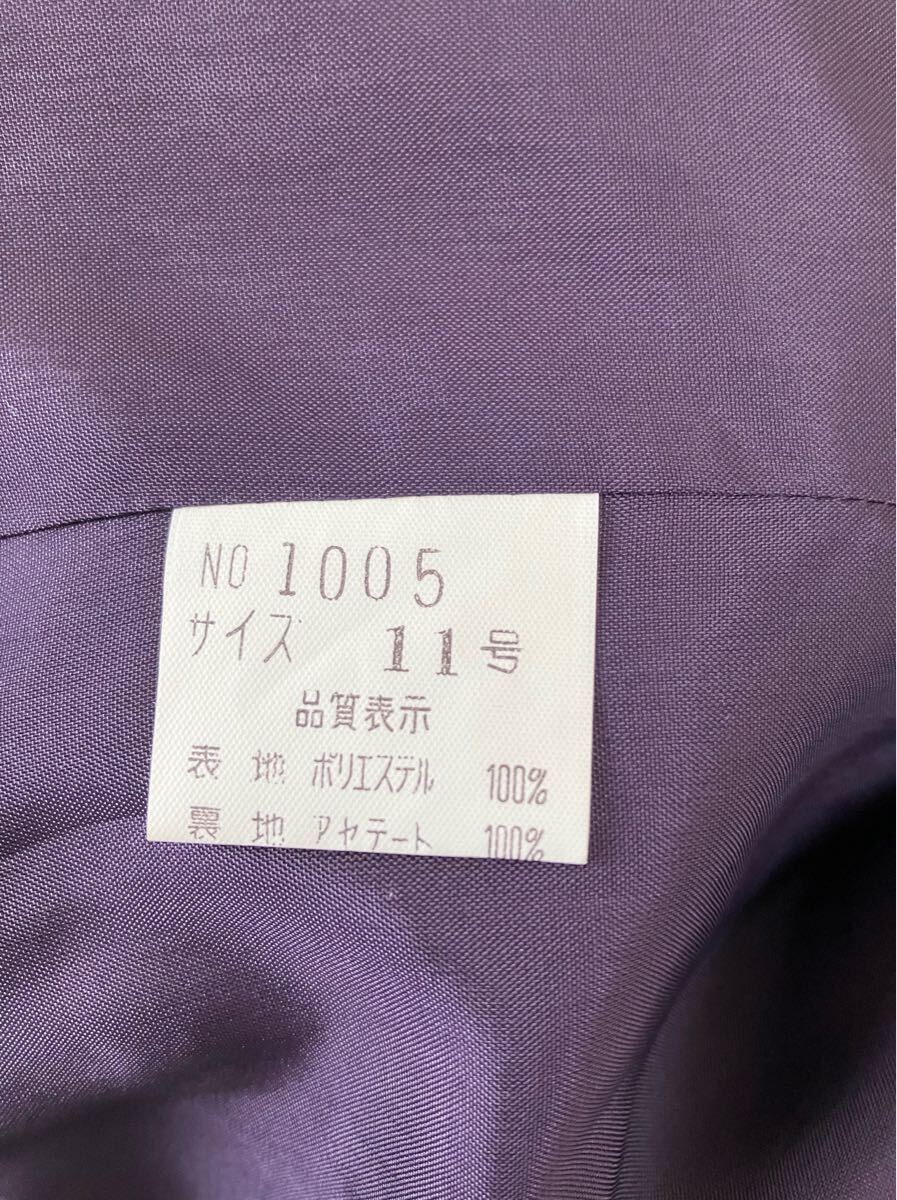 NO 1005
サイズ 11号
品質表示
表地 ポリエステル 100%
裏地 アセテート 100%